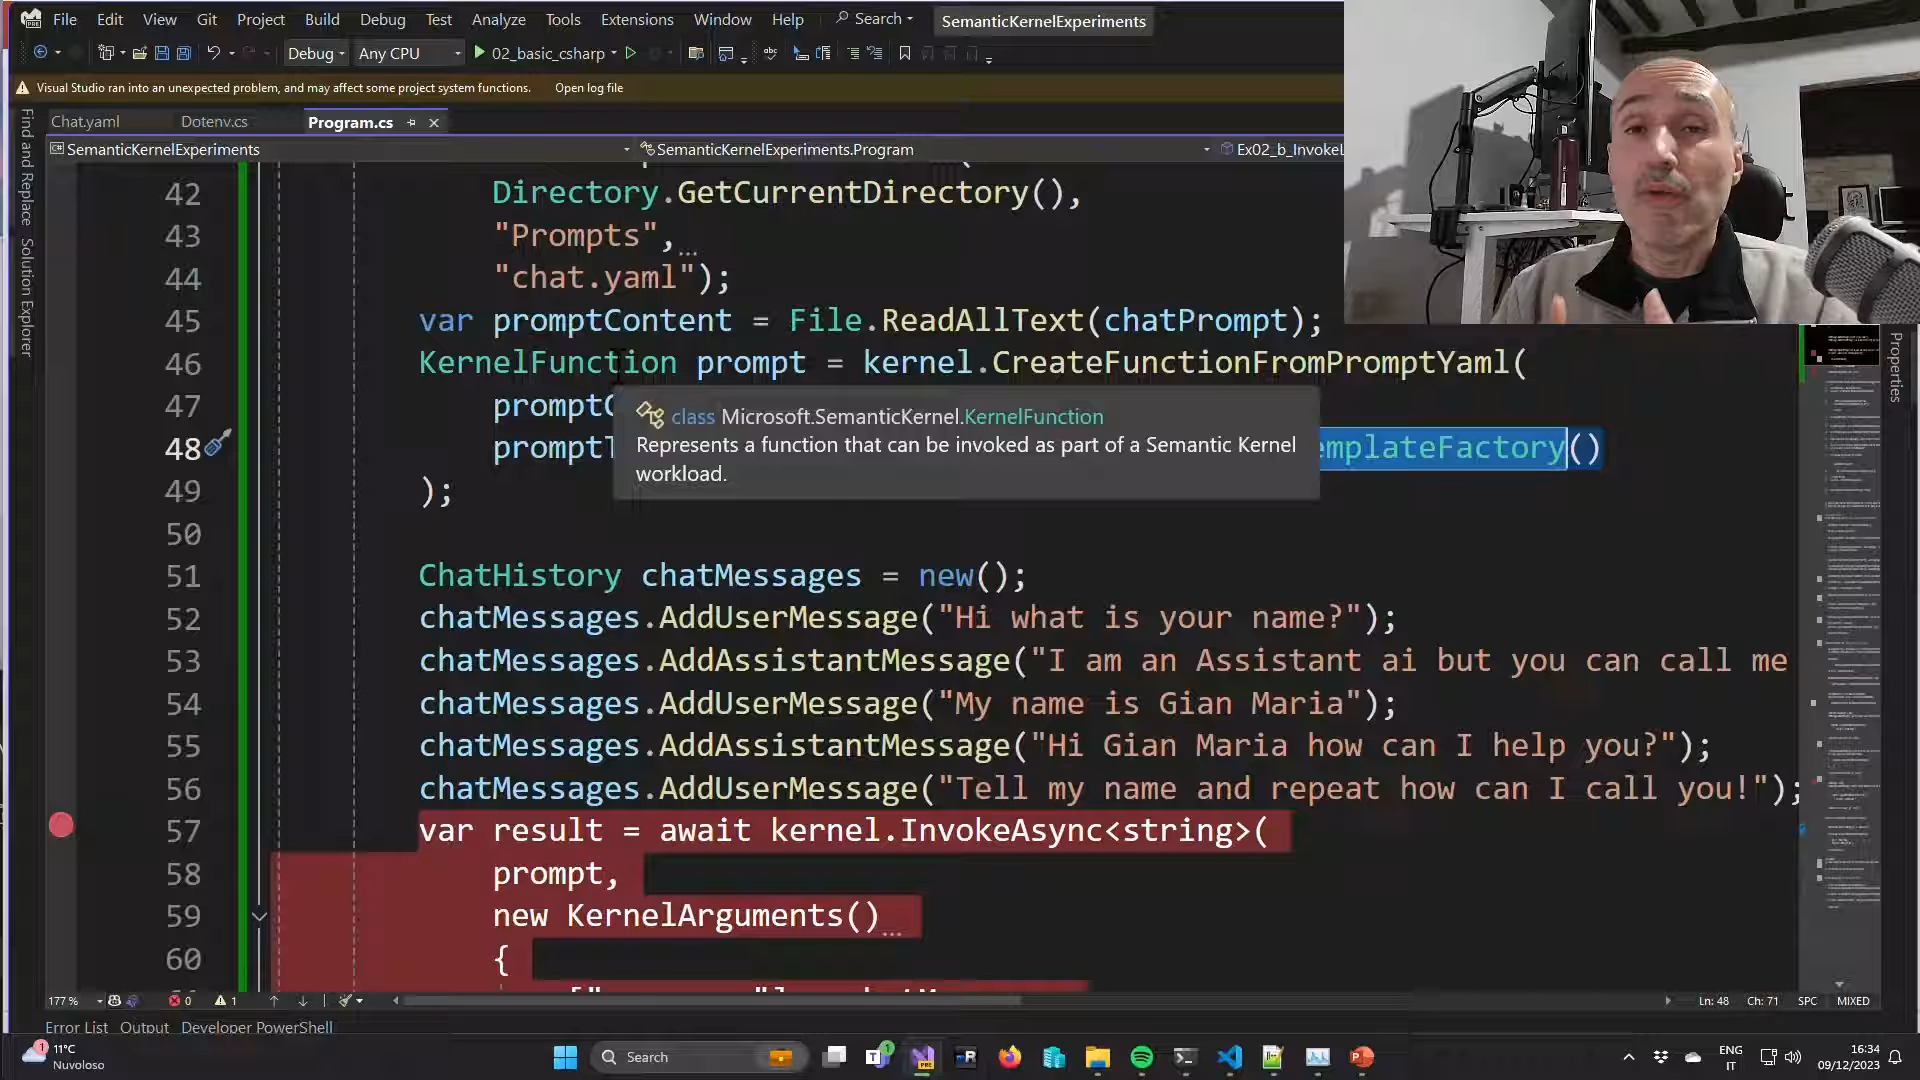 File Edit View Git Project Build Debug Test Analyze Tools Extensions Window Help Search SemanticKernelExperiments
Debug Any CPU 02_basic_csharp
Visual Studio ran into an unexpected problem, and may affect some project system functions. Open log file
Chat.yaml Dotenv.cs Program.cs
SemanticKernelExperiments SemanticKernelExperiments.Program Ex02_b_InvokeL
Find and Replace
Solution Explorer
Properties
42 Directory.GetCurrentDirectory(),
43 "Prompts",
44 "chat.yaml");
45 var promptContent = File.ReadAllText(chatPrompt);
46 KernelFunction prompt = kernel.CreateFunctionFromPromptYaml(
47 prompt
class Microsoft.SemanticKernel.KernelFunction
Represents a function that can be invoked as part of a Semantic Kernel
workload.
48 promptT emplateFactory()
49 );
50
51 ChatHistory chatMessages = new();
52 chatMessages.AddUserMessage("Hi what is your name?");
53 chatMessages.AddAssistantMessage("I am an Assistant ai but you can call me
54 chatMessages.AddUserMessage("My name is Gian Maria");
55 chatMessages.AddAssistantMessage("Hi Gian Maria how can I help you?");
56 chatMessages.AddUserMessage("Tell my name and repeat how can I call you!");
57 var result = await kernel.InvokeAsync<string>(
58 prompt,
59 new KernelArguments()
60 {
177 % 0 1 Ln: 48 Ch: 71 SPC MIXED
Error List Output Developer PowerShell
11°C
Nuvoloso
Search
ENG
IT
16:34
09/12/2023